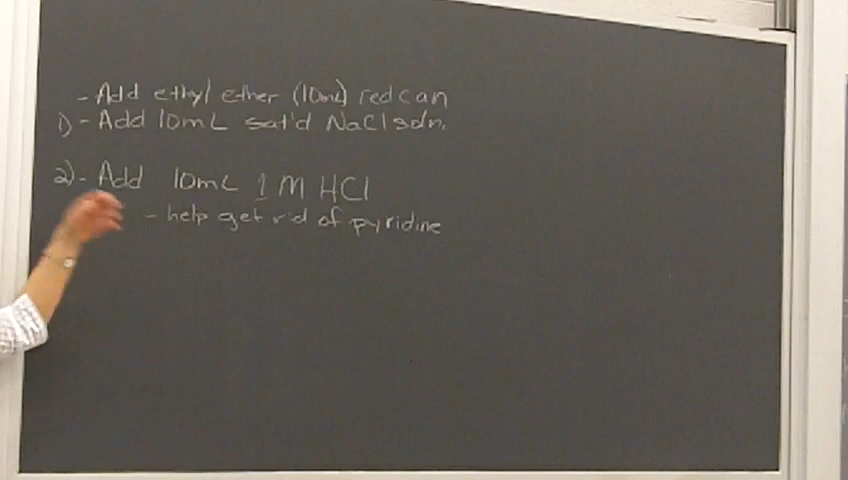 - Add ethyl ether (10mL) red can
1) - Add 10mL sat'd NaCl soln.
2) - Add 10mL 1 M HCl
- help get rid of pyridine